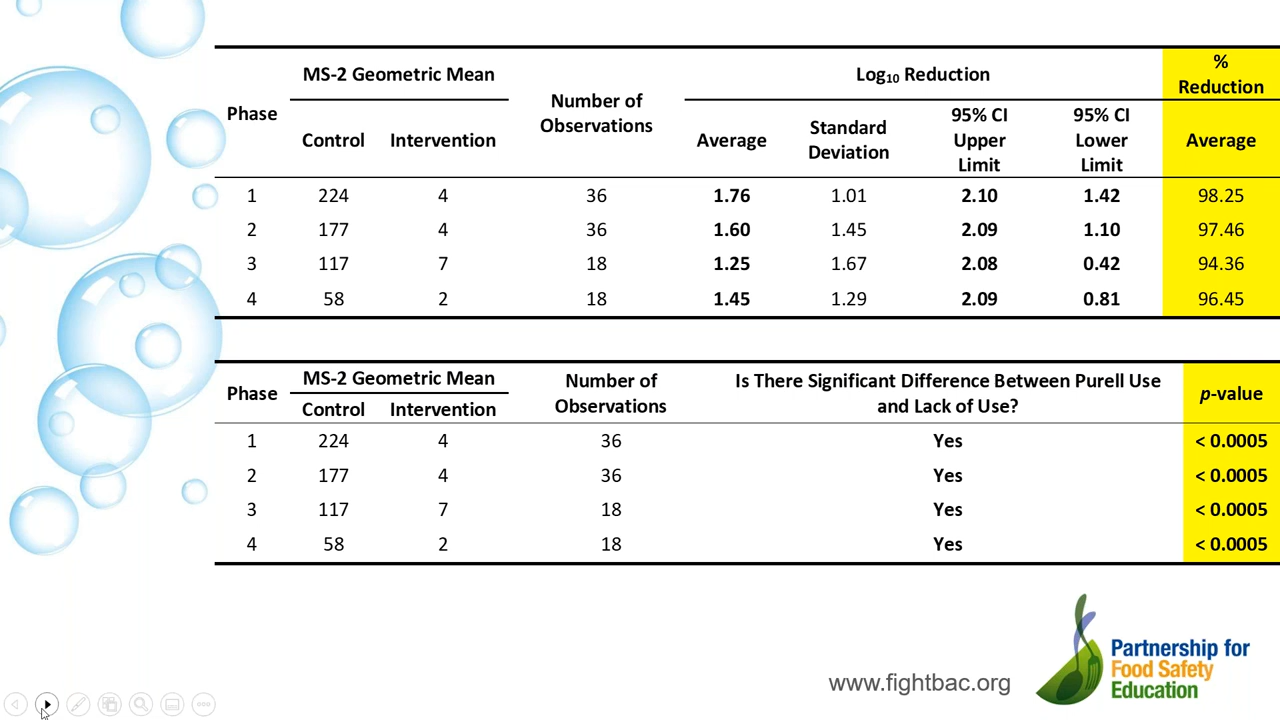 MS-2 Geometric Mean Log₁₀ Reduction % Reduction
Phase Control Intervention Number of Observations Average Standard Deviation 95% CI Upper Limit 95% CI Lower Limit Average
1 224 4 36 1.76 1.01 2.10 1.42 98.25
2 177 4 36 1.60 1.45 2.09 1.10 97.46
3 117 7 18 1.25 1.67 2.08 0.42 94.36
4 58 2 18 1.45 1.29 2.09 0.81 96.45
Phase MS-2 Geometric Mean Number of Observations Is There Significant Difference Between Purell Use and Lack of Use? p-value
Control Intervention
1 224 4 36 Yes < 0.0005
2 177 4 36 Yes < 0.0005
3 117 7 18 Yes < 0.0005
4 58 2 18 Yes < 0.0005
www.fightbac.org
Partnership for
Food Safety
Education